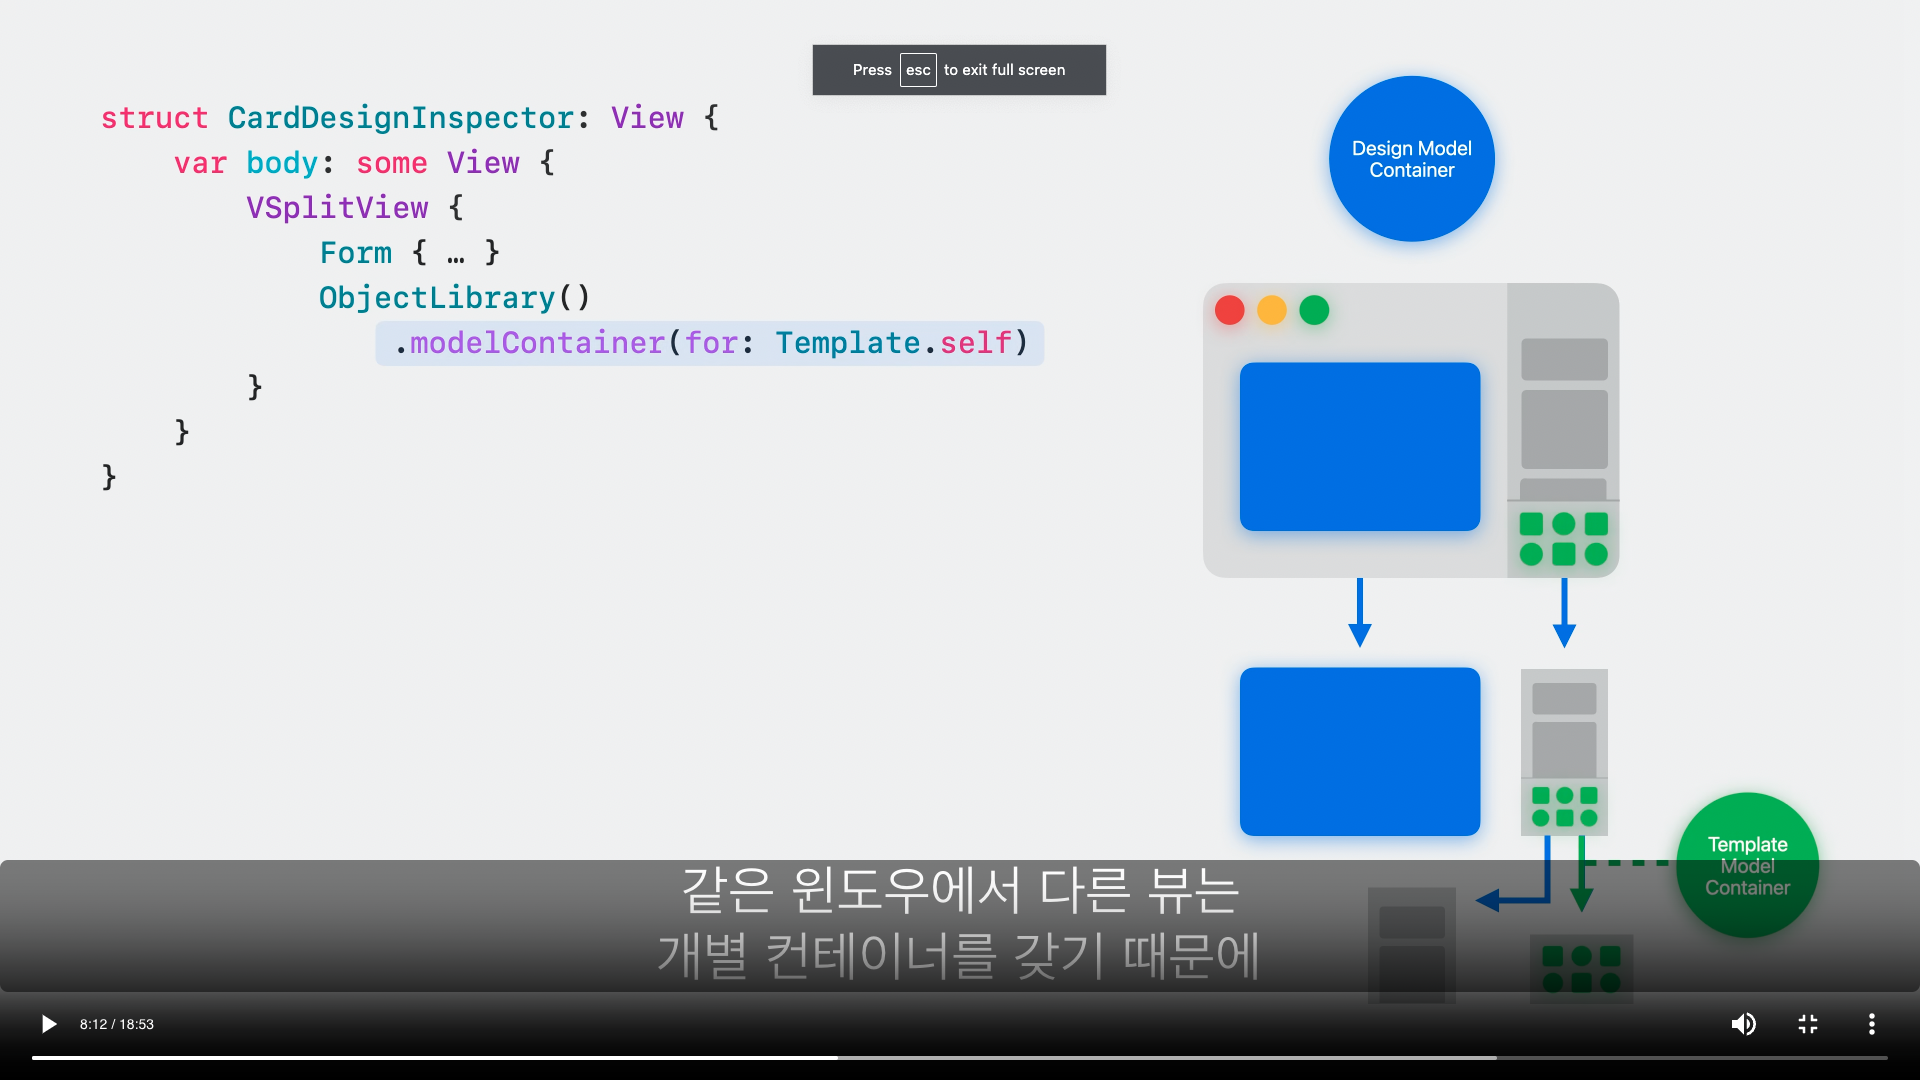 Press esc to exit full screen
struct CardDesignInspector: View {
var body: some View {
VSplitView {
Form { … }
ObjectLibrary()
.modelContainer(for: Template.self)
}
}
}
Design Model
Container
Template
Model
Container
같은 윈도우에서 다른 뷰는
개별 컨테이너를 갖기 때문에
8:12 / 18:53